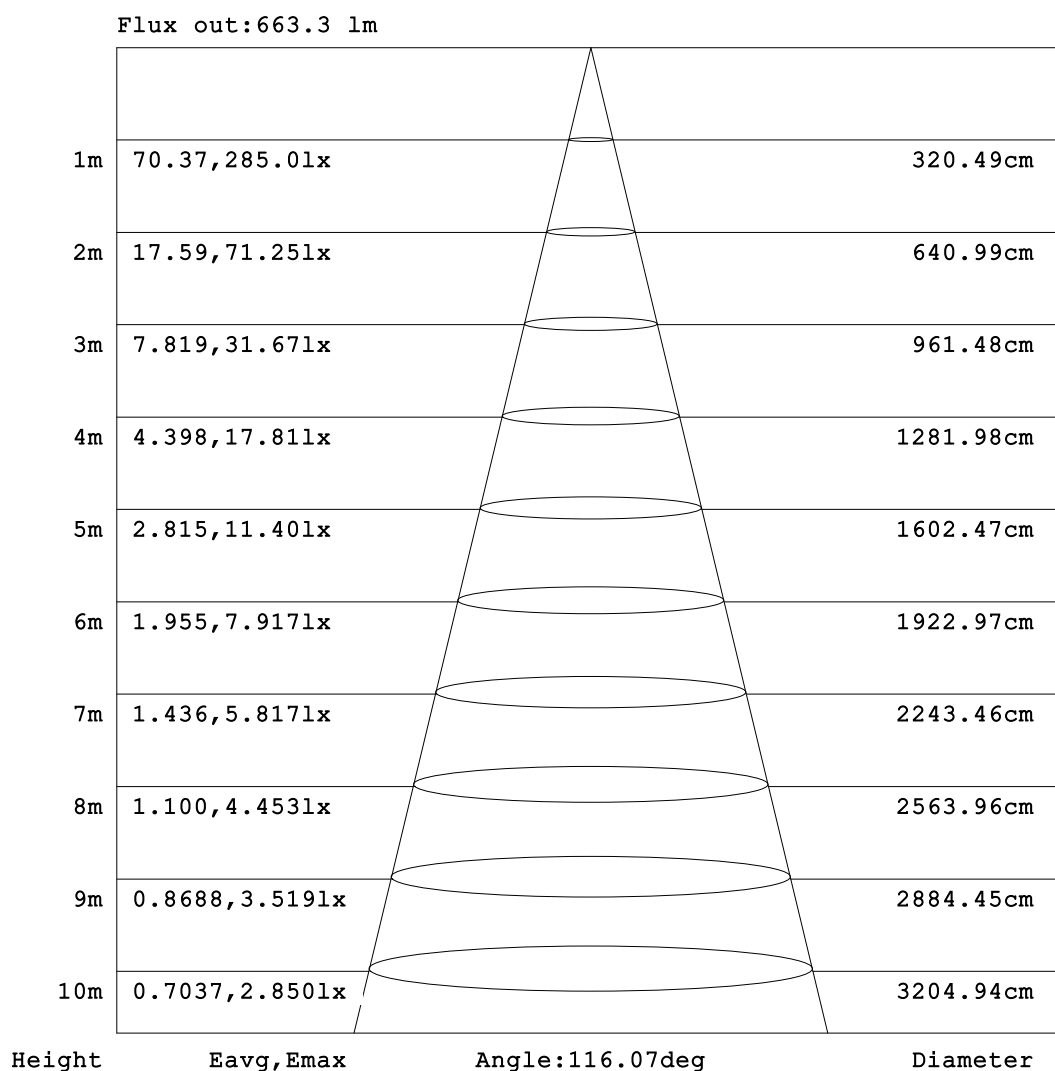 Flux out:663.3 lm
1m 70.37,285.0lx 320.49cm
2m 17.59,71.25lx 640.99cm
3m 7.819,31.67lx 961.48cm
4m 4.398,17.81lx 1281.98cm
5m 2.815,11.40lx 1602.47cm
6m 1.955,7.917lx 1922.97cm
7m 1.436,5.817lx 2243.46cm
8m 1.100,4.453lx 2563.96cm
9m 0.8688,3.519lx 2884.45cm
10m 0.7037,2.850lx 3204.94cm
Height Eavg,Emax Angle:116.07deg Diameter